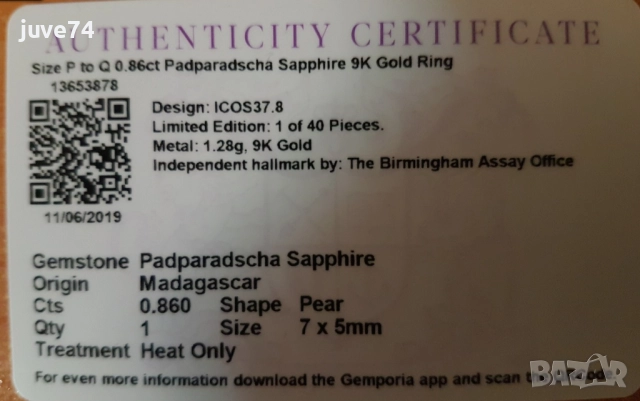 juve74
AUTHENTICITY CERTIFICATE
Size P to Q 0.86ct Padparadscha Sapphire 9K Gold Ring
13653878
Design: ICOS37.8
Limited Edition: 1 of 40 Pieces.
Metal: 1.28g, 9K Gold
Independent hallmark by: The Birmingham Assay Office
11/06/2019
Gemstone Padparadscha Sapphire
Origin Madagascar
Cts 0.860 Shape Pear
Qty 1 Size 7 x 5mm
Treatment Heat Only
For even more information download the Gemporia app and scan
BAZAR